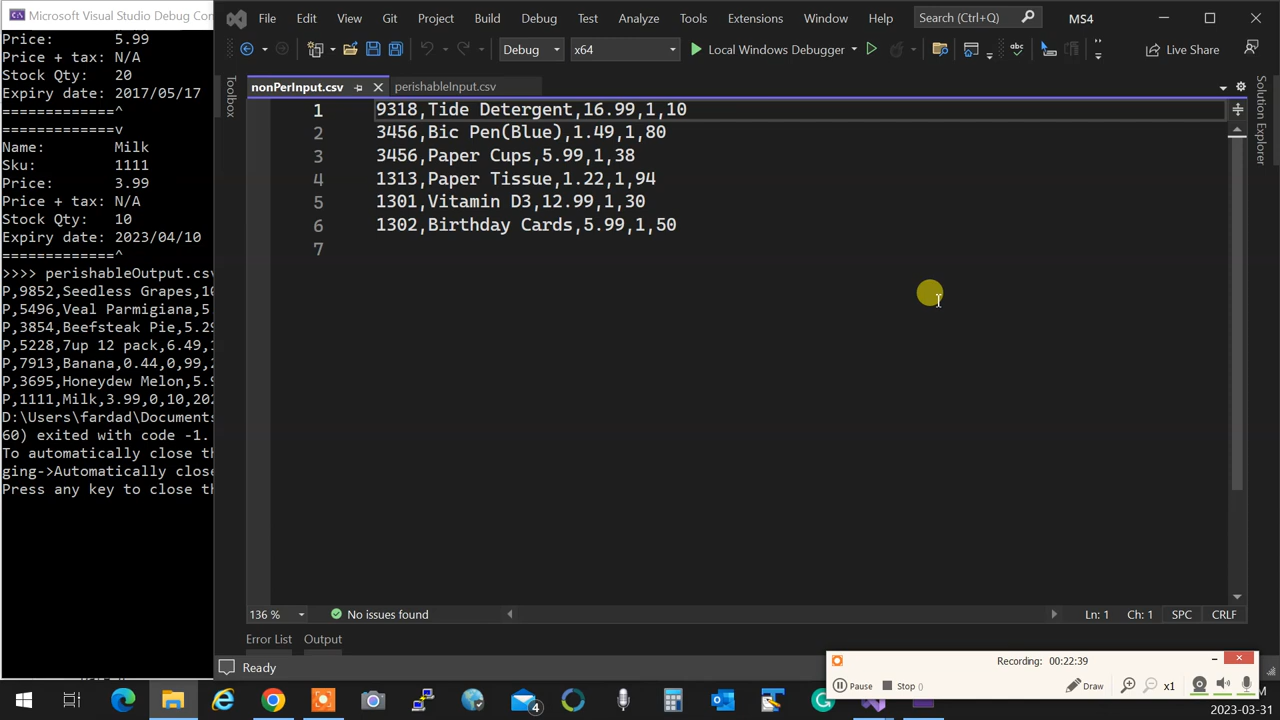 Microsoft Visual Studio Debug Con
Price: 5.99
Price + tax: N/A
Stock Qty: 20
Expiry date: 2017/05/17
=============^
=============v
Name: Milk
Sku: 1111
Price: 3.99
Price + tax: N/A
Stock Qty: 10
Expiry date: 2023/04/10
=============^
>>>> perishableOutput.csv
P,9852,Seedless Grapes,10
P,5496,Veal Parmigiana,5
P,3854,Beefsteak Pie,5.29
P,5228,7up 12 pack,6.49,1
P,7913,Banana,0.44,0,99,2
P,3695,Honeydew Melon,5.9
P,1111,Milk,3.99,0,10,202
D:\Users\fardad\Documents
60) exited with code -1.
To automatically close th
ging->Automatically close
Press any key to close th
File Edit View Git Project Build Debug Test Analyze Tools Extensions Window Help Search (Ctrl+Q) MS4
Debug x64 Local Windows Debugger Live Share
Toolbox
nonPerInput.csv perishableInput.csv
Solution Explorer
1 9318,Tide Detergent,16.99,1,10
2 3456,Bic Pen(Blue),1.49,1,80
3 3456,Paper Cups,5.99,1,38
4 1313,Paper Tissue,1.22,1,94
5 1301,Vitamin D3,12.99,1,30
6 1302,Birthday Cards,5.99,1,50
7
136 % No issues found Ln: 1 Ch: 1 SPC CRLF
Error List Output
Ready
Recording: 00:22:39
Pause Stop () Draw x1
4
2023-03-31